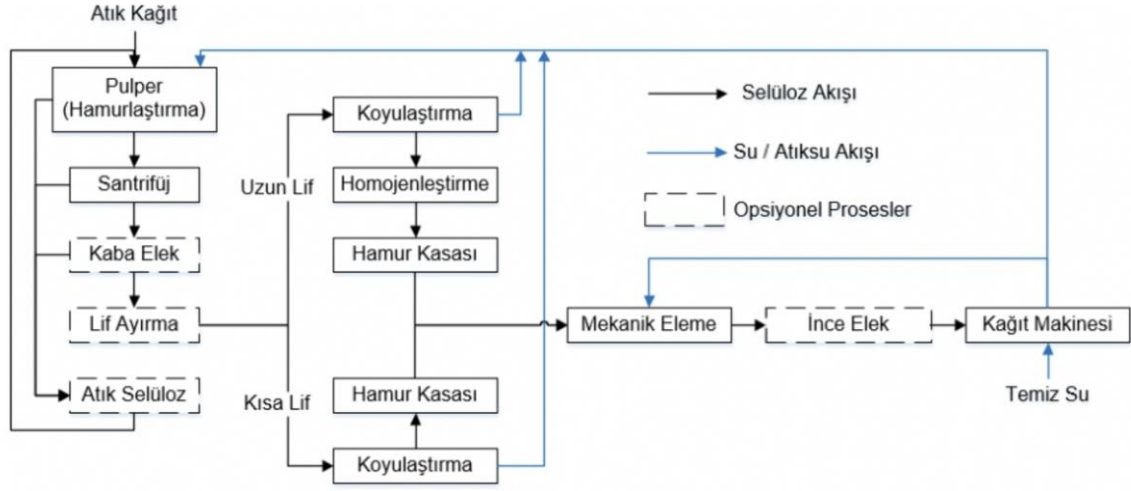 Atık Kağıt
Pulper
(Hamurlaştırma)
Santrifüj
Kaba Elek
Lif Ayırma
Atık Selüloz
Uzun Lif
Kısa Lif
Koyulaştırma
Homojenleştirme
Hamur Kasası
Hamur Kasası
Koyulaştırma
Selüloz Akışı
Su / Atıksu Akışı
Opsiyonel Prosesler
Mekanik Eleme
İnce Elek
Kağıt Makinesi
Temiz Su